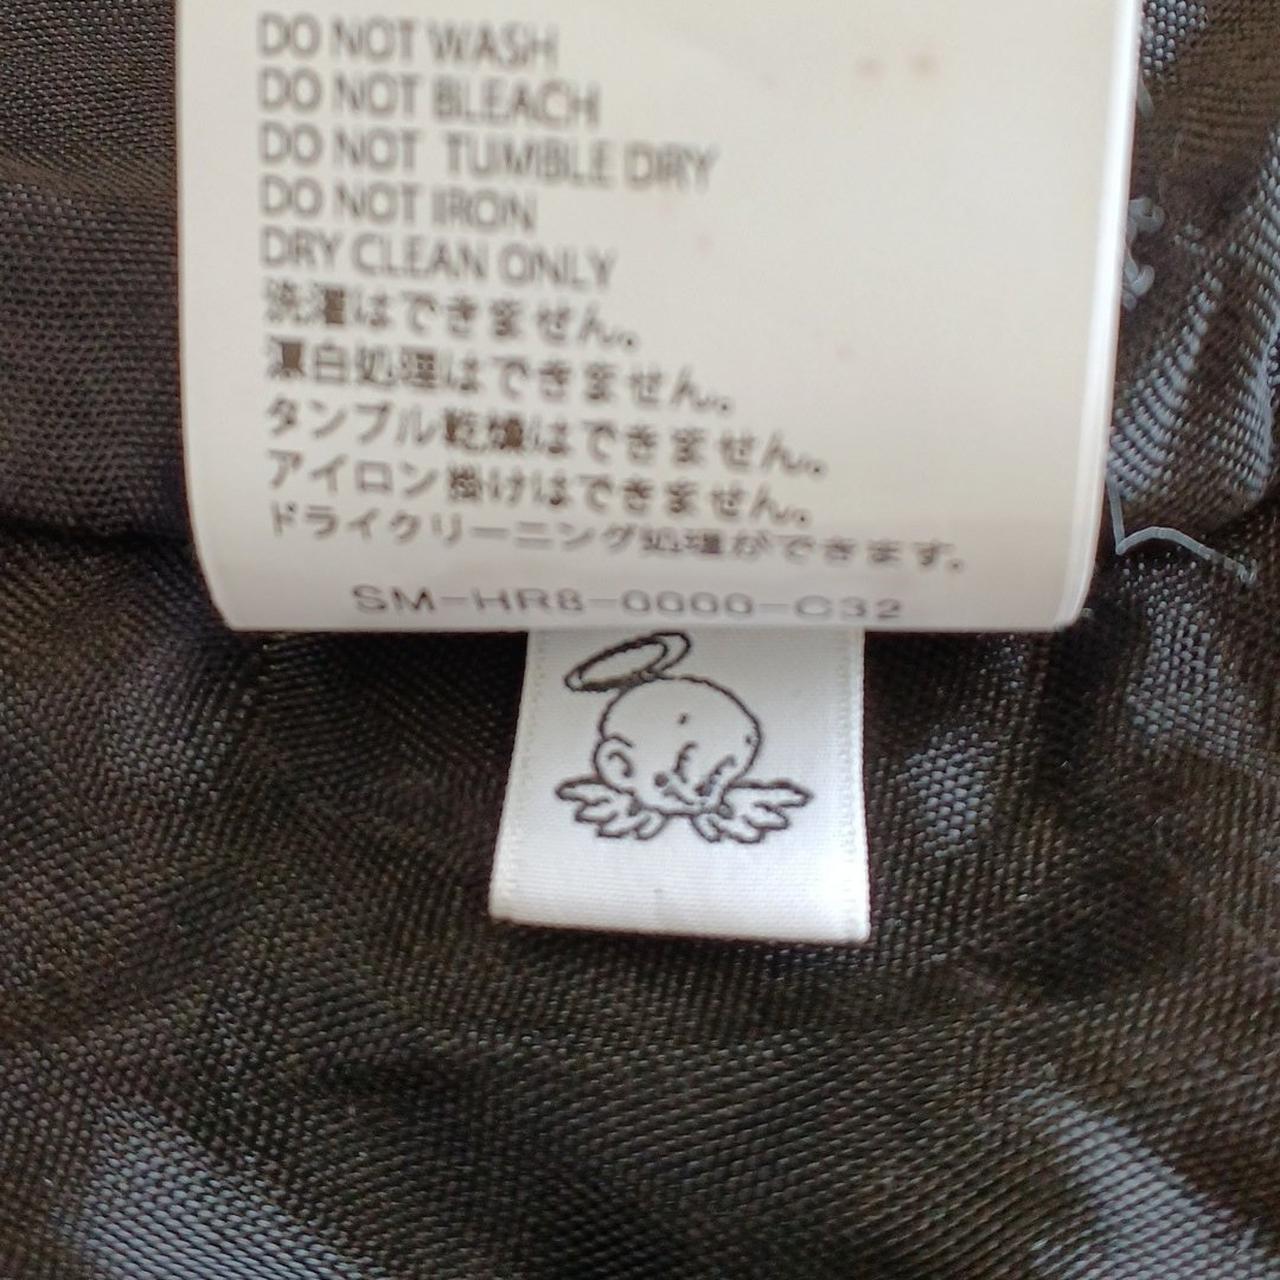 DO NOT WASH
DO NOT BLEACH
DO NOT TUMBLE DRY
DO NOT IRON
DRY CLEAN ONLY
洗濯はできません。
漂白処理はできません。
タンブル乾燥はできません。
アイロン掛けはできません。
ドライクリーニング処理ができます。
SM-HR8-0000-C32